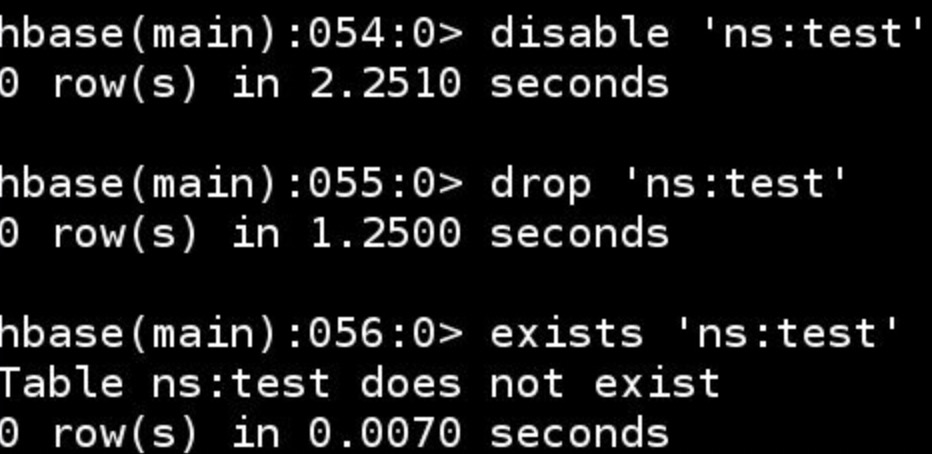 hbase(main):054:0> disable 'ns:test'
0 row(s) in 2.2510 seconds
hbase(main):055:0> drop 'ns:test'
0 row(s) in 1.2500 seconds
hbase(main):056:0> exists 'ns:test'
Table ns:test does not exist
0 row(s) in 0.0070 seconds